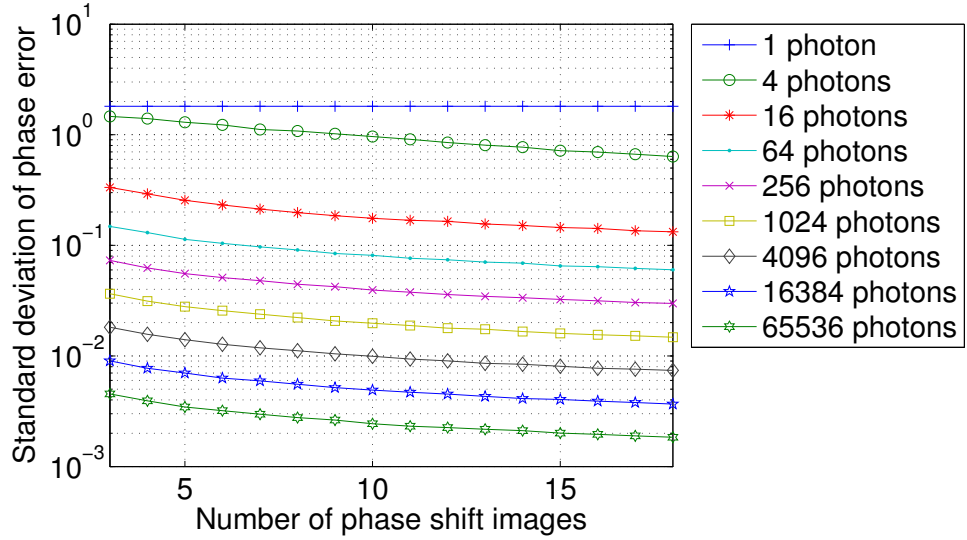 10^1
10^0
10^-1
10^-2
10^-3
Standard deviation of phase error
5
10
15
Number of phase shift images
1 photon
4 photons
16 photons
64 photons
256 photons
1024 photons
4096 photons
16384 photons
65536 photons